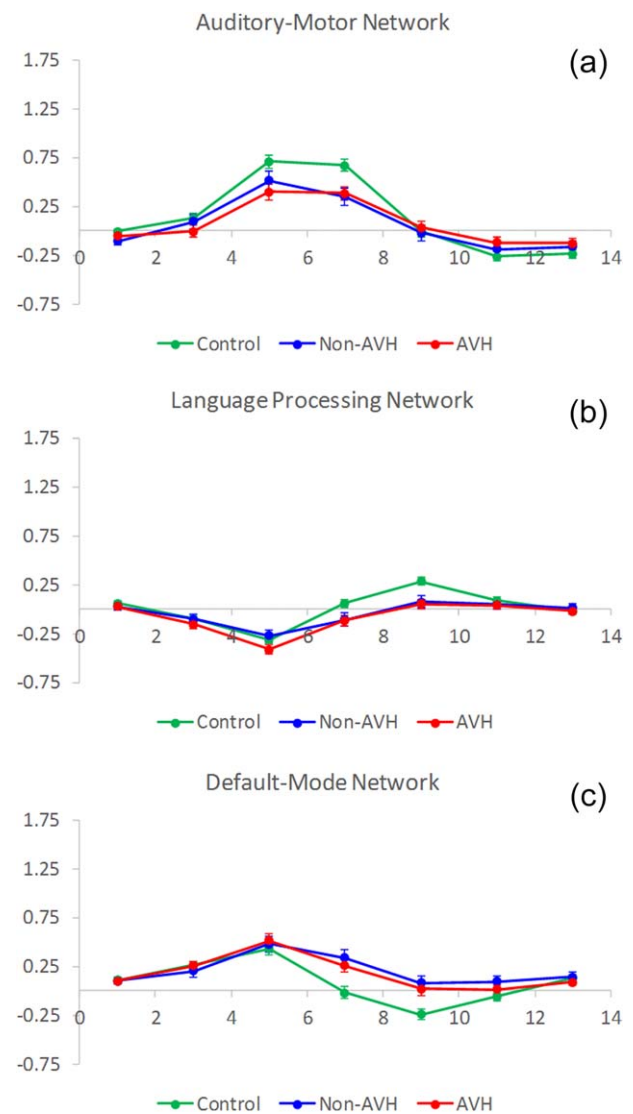 Auditory-Motor Network
(a)
1.75
1.25
0.75
0.25
-0.25
-0.75
0 2 4 6 8 10 12 14
Control Non-AVH AVH
Language Processing Network
(b)
1.75
1.25
0.75
0.25
-0.25
-0.75
0 2 4 6 8 10 12 14
Control Non-AVH AVH
Default-Mode Network
(c)
1.75
1.25
0.75
0.25
-0.25
-0.75
0 2 4 6 8 10 12 14
Control Non-AVH AVH